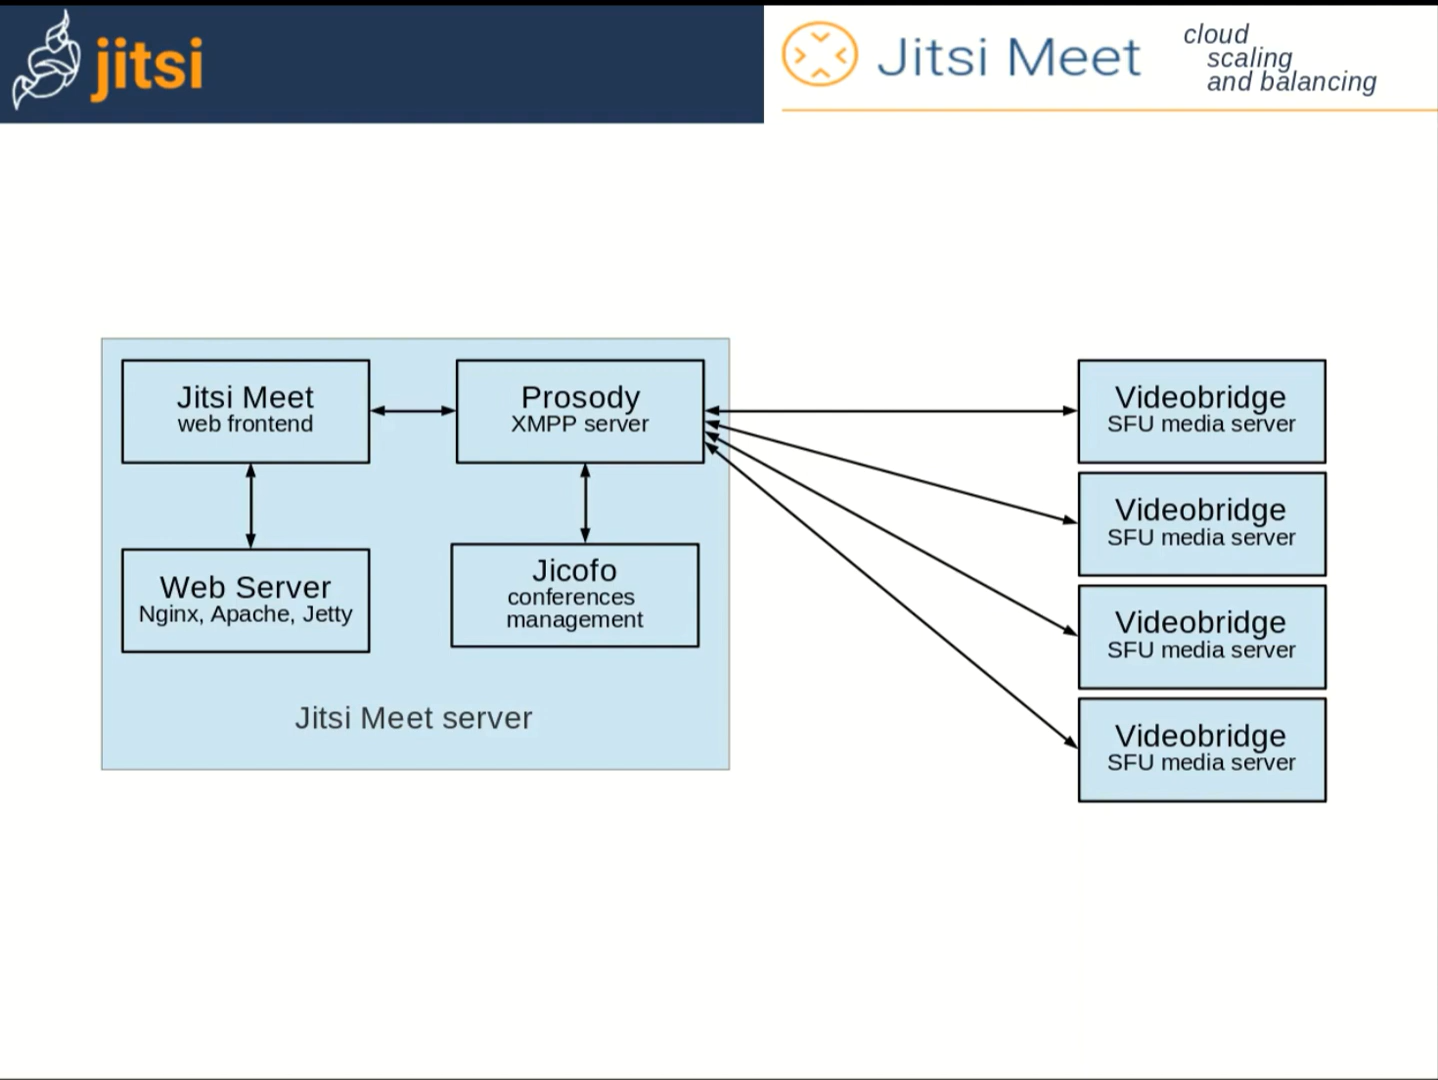 jitsi
Jitsi Meet
cloud
scaling
and balancing
Jitsi Meet
web frontend
Prosody
XMPP server
Web Server
Nginx, Apache, Jetty
Jicofo
conferences
management
Jitsi Meet server
Videobridge
SFU media server
Videobridge
SFU media server
Videobridge
SFU media server
Videobridge
SFU media server